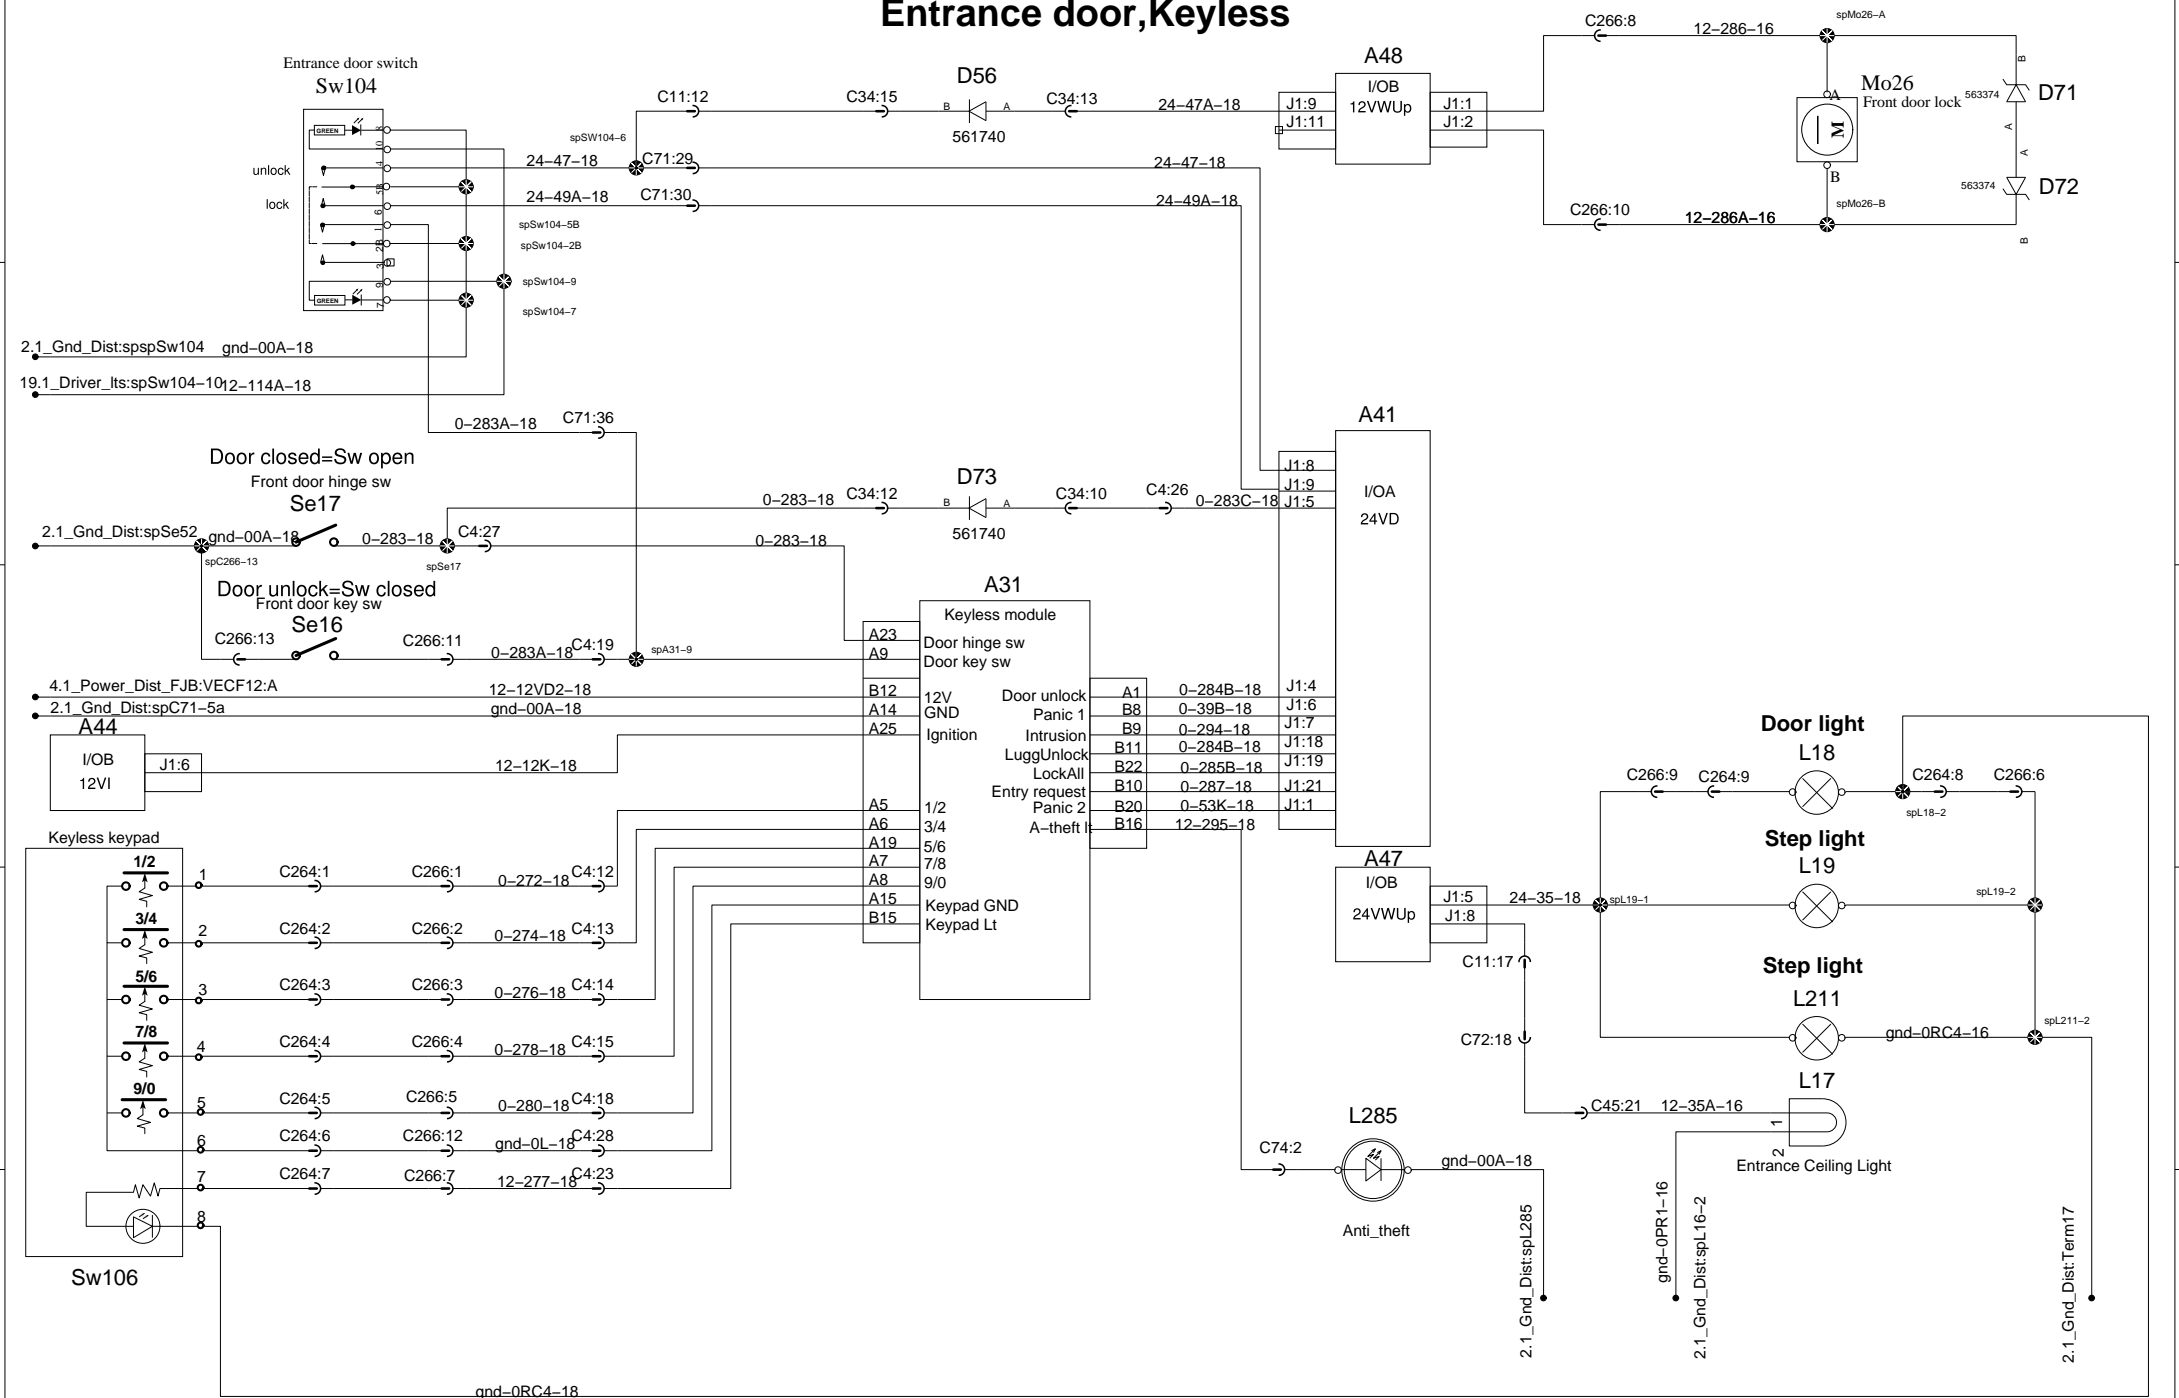 Entrance door,Keyless
Entrance door switch
Sw104
GREEN
8
10
4
5B
6
1
2B
3
9
7
GREEN
unlock
lock
spSW104-6
24-47-18
C71:29
24-49A-18
C71:30
spSw104-5B
spSw104-2B
spSw104-9
spSw104-7
C11:12
C34:15
D56
B
A
561740
C34:13
24-47A-18
24-47-18
24-49A-18
A48
I/OB
12VWUp
J1:9
J1:11
J1:1
J1:2
C266:8
12-286-16
spMo26-A
A
Mo26
Front door lock
M
B
spMo26-B
C266:10
12-286A-16
B
563374
D71
A
A
563374
D72
B
2.1_Gnd_Dist:spspSw104
gnd-00A-18
19.1_Driver_lts:spSw104-10
12-114A-18
0-283A-18
C71:36
Door closed=Sw open
Front door hinge sw
Se17
2.1_Gnd_Dist:spSe52
gnd-00A-18
0-283-18
C4:27
spC266-13
spSe17
0-283-18
C34:12
D73
B
A
561740
C34:10
C4:26
0-283C-18
0-283-18
Door unlock=Sw closed
Front door key sw
Se16
C266:13
C266:11
0-283A-18
C4:19
spA31-9
4.1_Power_Dist_FJB:VECF12:A
12-12VD2-18
2.1_Gnd_Dist:spC71-5a
gnd-00A-18
A44
I/OB
12VI
J1:6
12-12K-18
A41
I/OA
24VD
J1:8
J1:9
J1:5
J1:4
J1:6
J1:7
J1:18
J1:19
J1:21
J1:1
A31
Keyless module
A23
Door hinge sw
A9
Door key sw
B12
12V
A14
GND
A25
Ignition
A5
1/2
A6
3/4
A19
5/6
A7
7/8
A8
9/0
A15
Keypad GND
B15
Keypad Lt
Door unlock
A1
0-284B-18
Panic 1
B8
0-39B-18
Intrusion
B9
0-294-18
LuggUnlock
B11
0-284B-18
LockAll
B22
0-285B-18
Entry request
B10
0-287-18
Panic 2
B20
0-53K-18
A-theft lt
B16
12-295-18
Keyless keypad
1/2
1
C264:1
C266:1
0-272-18
C4:12
3/4
2
C264:2
C266:2
0-274-18
C4:13
5/6
3
C264:3
C266:3
0-276-18
C4:14
7/8
4
C264:4
C266:4
0-278-18
C4:15
9/0
5
C264:5
C266:5
0-280-18
C4:18
6
C264:6
C266:12
gnd-0L-18
C4:28
7
C264:7
C266:7
12-277-18
C4:23
8
Sw106
gnd-0RC4-18
A47
I/OB
24VWUp
J1:5
J1:8
24-35-18
spL19-1
C11:17
C72:18
C45:21
12-35A-16
Door light
L18
C266:9
C264:9
C264:8
C266:6
spL18-2
Step light
L19
spL19-2
Step light
L211
gnd-0RC4-16
spL211-2
L17
1
2
Entrance Ceiling Light
C74:2
L285
Anti_theft
gnd-00A-18
2.1_Gnd_Dist:spL285
gnd-0PR1-16
2.1_Gnd_Dist:spL16-2
2.1_Gnd_Dist:Term17